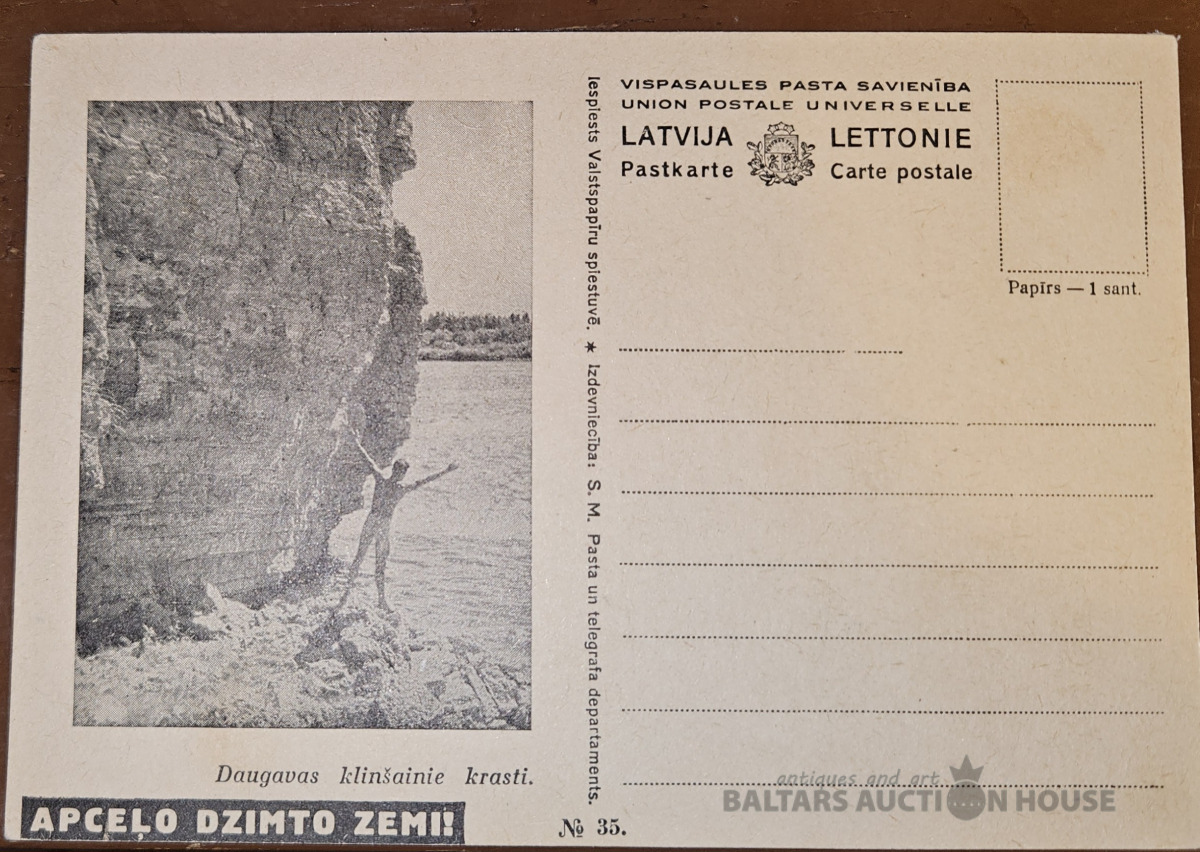 VISPASAULES PASTA SAVIENĪBA
UNION POSTALE UNIVERSELLE
LATVIJA LETTONIE
Pastkarte Carte postale
Papīrs — 1 sant.
Iespiests Valstspapīru spiestuvē. * Izdevniecība: S. M. Pasta un telegrafa departaments.
Daugavas klinšainie krasti.
APCEĻO DZIMTO ZEMI!
№ 35.
antiques and art
BALTARS AUCTION HOUSE